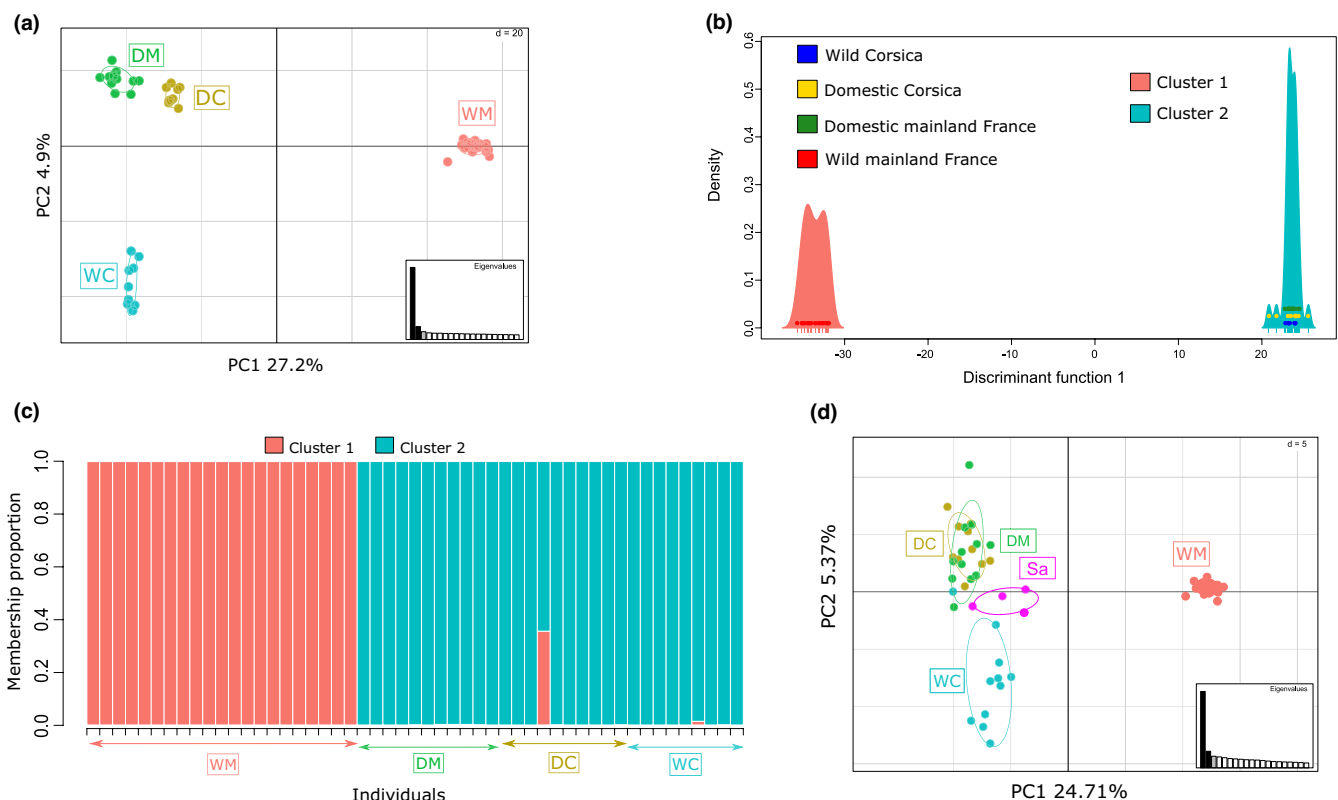 (a)
d = 20
DM
DC
WM
WC
Eigenvalues
PC2 4.9%
PC1 27.2%
(b)
0.6
0.5
0.4
0.3
0.2
0.1
0.0
Density
Wild Corsica
Domestic Corsica
Domestic mainland France
Wild mainland France
Cluster 1
Cluster 2
-30
-10
0
10
20
Discriminant function 1
(c)
Cluster 1
Cluster 2
1.0
0.8
0.6
0.4
0.2
0.0
Membership proportion
WM
DM
DC
WC
Individuals
(d)
d = 5
DC
DM
Sa
WM
WC
Eigenvalues
PC2 5.37%
PC1 24.71%